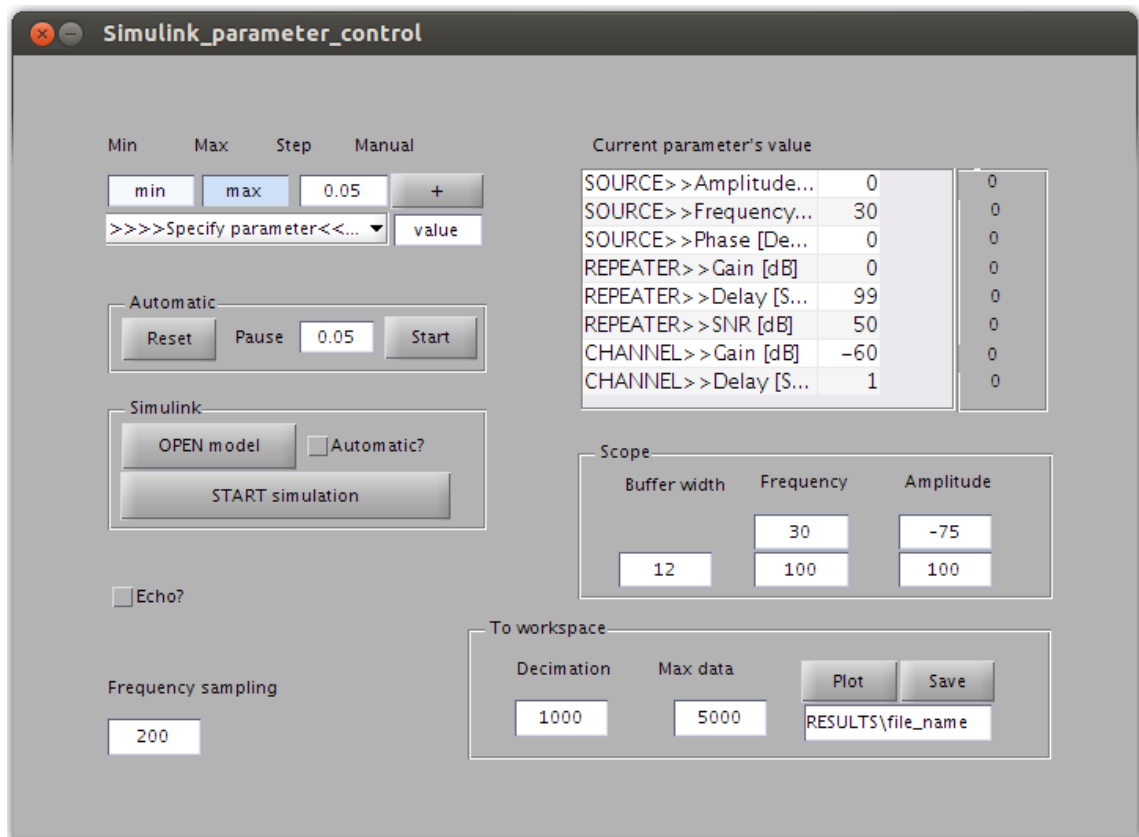 Simulink_parameter_control
Min Max Step Manual
min max 0.05 +
>>>>Specify parameter<<... value
Automatic
Reset Pause 0.05 Start
Simulink
OPEN model Automatic?
START simulation
Echo?
Frequency sampling
200
Current parameter's value
SOURCE>>Amplitude... 0 0
SOURCE>>Frequency... 30 0
SOURCE>>Phase [De... 0 0
REPEATER>>Gain [dB] 0 0
REPEATER>>Delay [S... 99 0
REPEATER>>SNR [dB] 50 0
CHANNEL>>Gain [dB] −60 0
CHANNEL>>Delay [S... 1 0
Scope
Buffer width Frequency Amplitude
30 -75
12 100 100
To workspace
Decimation Max data Plot Save
1000 5000 RESULTS\file_name